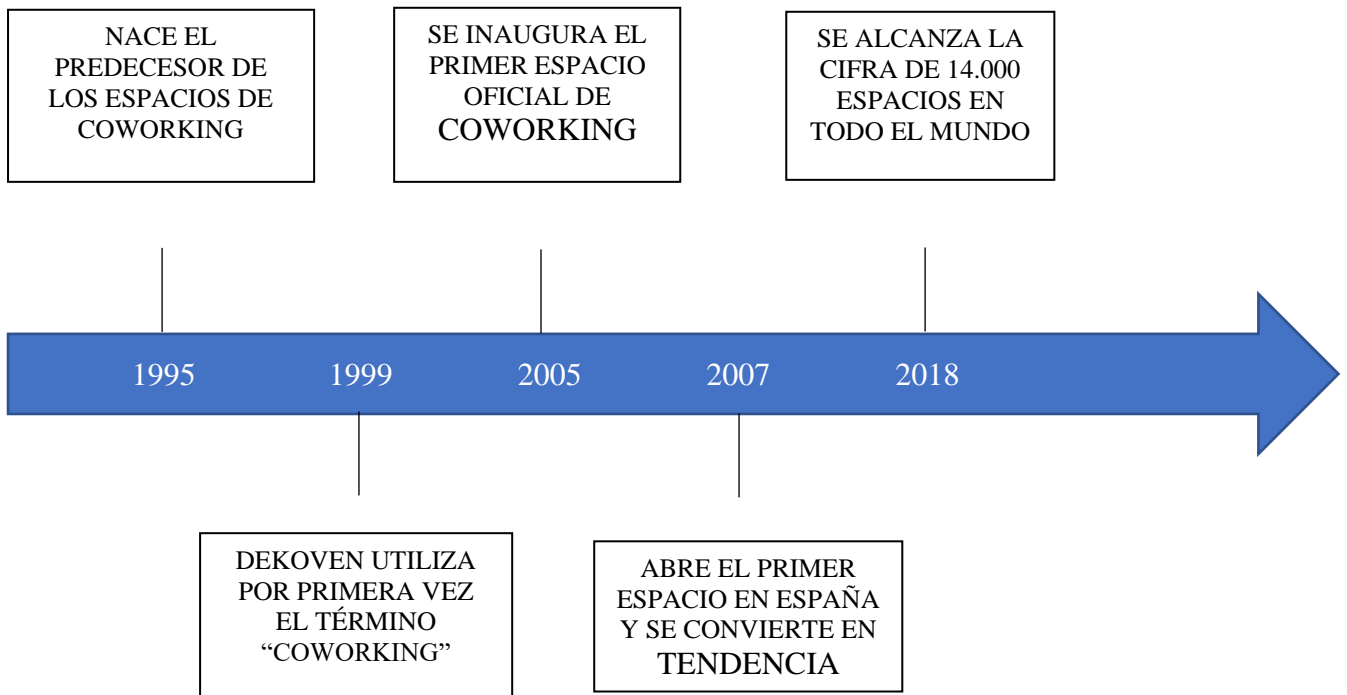 NACE EL
PREDECESOR DE
LOS ESPACIOS DE
COWORKING
SE INAUGURA EL
PRIMER ESPACIO
OFICIAL DE
COWORKING
SE ALCANZA LA
CIFRA DE 14.000
ESPACIOS EN
TODO EL MUNDO
1995
1999
2005
2007
2018
DEKOVEN UTILIZA
POR PRIMERA VEZ
EL TÉRMINO
“COWORKING”
ABRE EL PRIMER
ESPACIO EN ESPAÑA
Y SE CONVIERTE EN
TENDENCIA